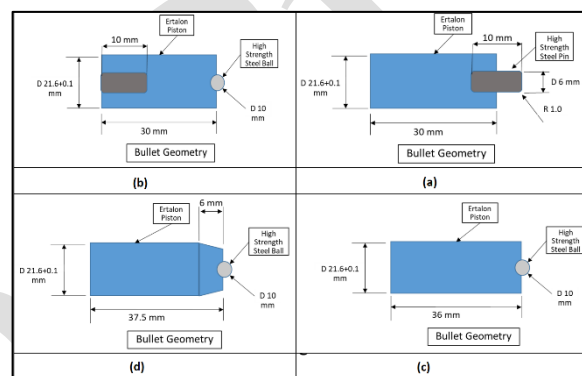 10 mm
Ertalon
Piston
High
Strength
Steel Ball
D 21.6+0.1
mm
D 10
mm
30 mm
Bullet Geometry
(b)
Ertalon
Piston
10 mm
High
Strength
Steel Pin
D 21.6+0.1
mm
D 6 mm
R 1.0
30 mm
Bullet Geometry
(a)
Ertalon
Piston
6 mm
High
Strength
Steel Ball
D 21.6+0.1
mm
D 10
mm
37.5 mm
Bullet Geometry
(d)
Ertalon
Piston
High
Strength
Steel Ball
D 21.6+0.1
mm
D 10
mm
36 mm
Bullet Geometry
(c)